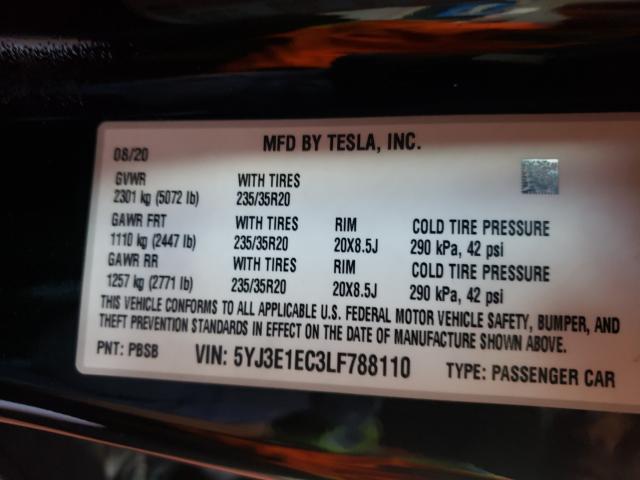 MFD BY TESLA, INC.
08/20
GVWR WITH TIRES
2301 kg (5072 lb) 235/35R20
GAWR FRT WITH TIRES RIM COLD TIRE PRESSURE
1110 kg (2447 lb) 235/35R20 20X8.5J 290 kPa, 42 psi
GAWR RR WITH TIRES RIM COLD TIRE PRESSURE
1257 kg (2771 lb) 235/35R20 20X8.5J 290 kPa, 42 psi
THIS VEHICLE CONFORMS TO ALL APPLICABLE U.S. FEDERAL MOTOR VEHICLE SAFETY, BUMPER, AND
THEFT PREVENTION STANDARDS IN EFFECT ON THE DATE OF MANUFACTURE SHOWN ABOVE.
PNT: PBSB VIN: 5YJ3E1EC3LF788110 TYPE: PASSENGER CAR